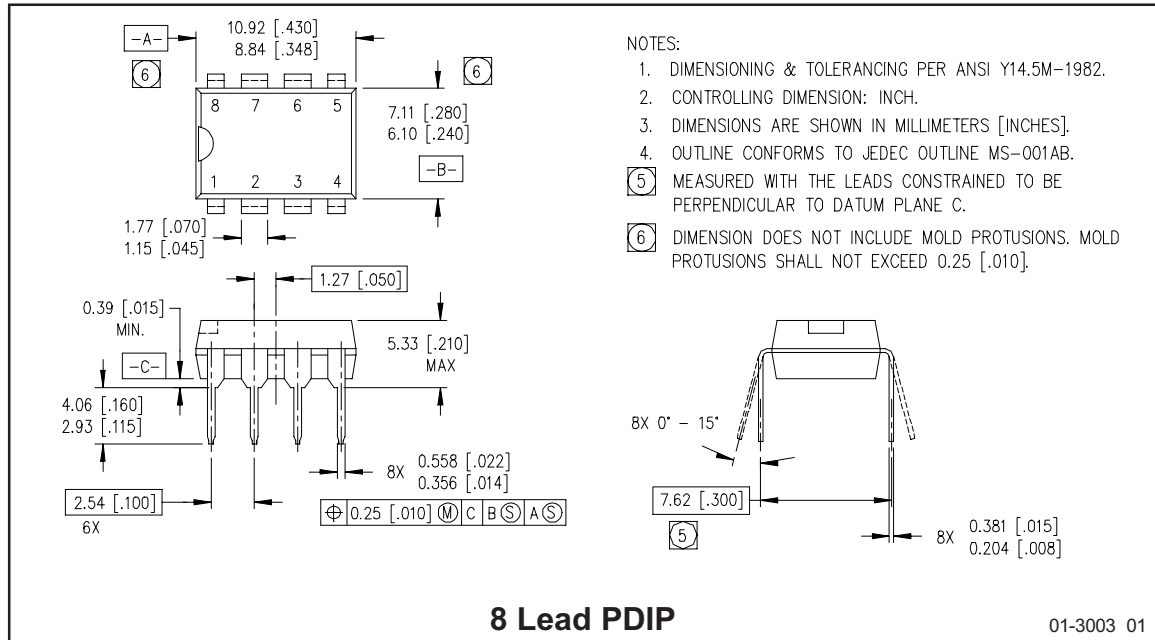 10.92 [.430]
8.84 [.348]
-A-
6
6
8 7 6 5
7.11 [.280]
6.10 [.240]
-B-
1 2 3 4
1.77 [.070]
1.15 [.045]
1.27 [.050]
0.39 [.015]
MIN.
5.33 [.210]
MAX
-C-
4.06 [.160]
2.93 [.115]
8X 0.558 [.022]
0.356 [.014]
2.54 [.100]
6X
⌖ 0.25 [.010] Ⓜ C B Ⓢ A Ⓢ
NOTES:
1. DIMENSIONING & TOLERANCING PER ANSI Y14.5M-1982.
2. CONTROLLING DIMENSION: INCH.
3. DIMENSIONS ARE SHOWN IN MILLIMETERS [INCHES].
4. OUTLINE CONFORMS TO JEDEC OUTLINE MS-001AB.
5 MEASURED WITH THE LEADS CONSTRAINED TO BE
PERPENDICULAR TO DATUM PLANE C.
6 DIMENSION DOES NOT INCLUDE MOLD PROTUSIONS. MOLD
PROTUSIONS SHALL NOT EXCEED 0.25 [.010].
8X 0° - 15°
7.62 [.300]
5
8X 0.381 [.015]
0.204 [.008]
8 Lead PDIP
01-3003 01